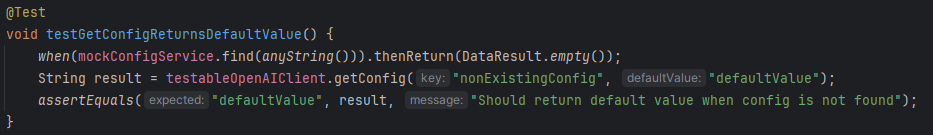 @Test
void testGetConfigReturnsDefaultValue() {
when(mockConfigService.find(anyString())).thenReturn(DataResult.empty());
String result = testableOpenAIClient.getConfig( key: "nonExistingConfig", defaultValue: "defaultValue");
assertEquals( expected: "defaultValue", result, message: "Should return default value when config is not found");
}